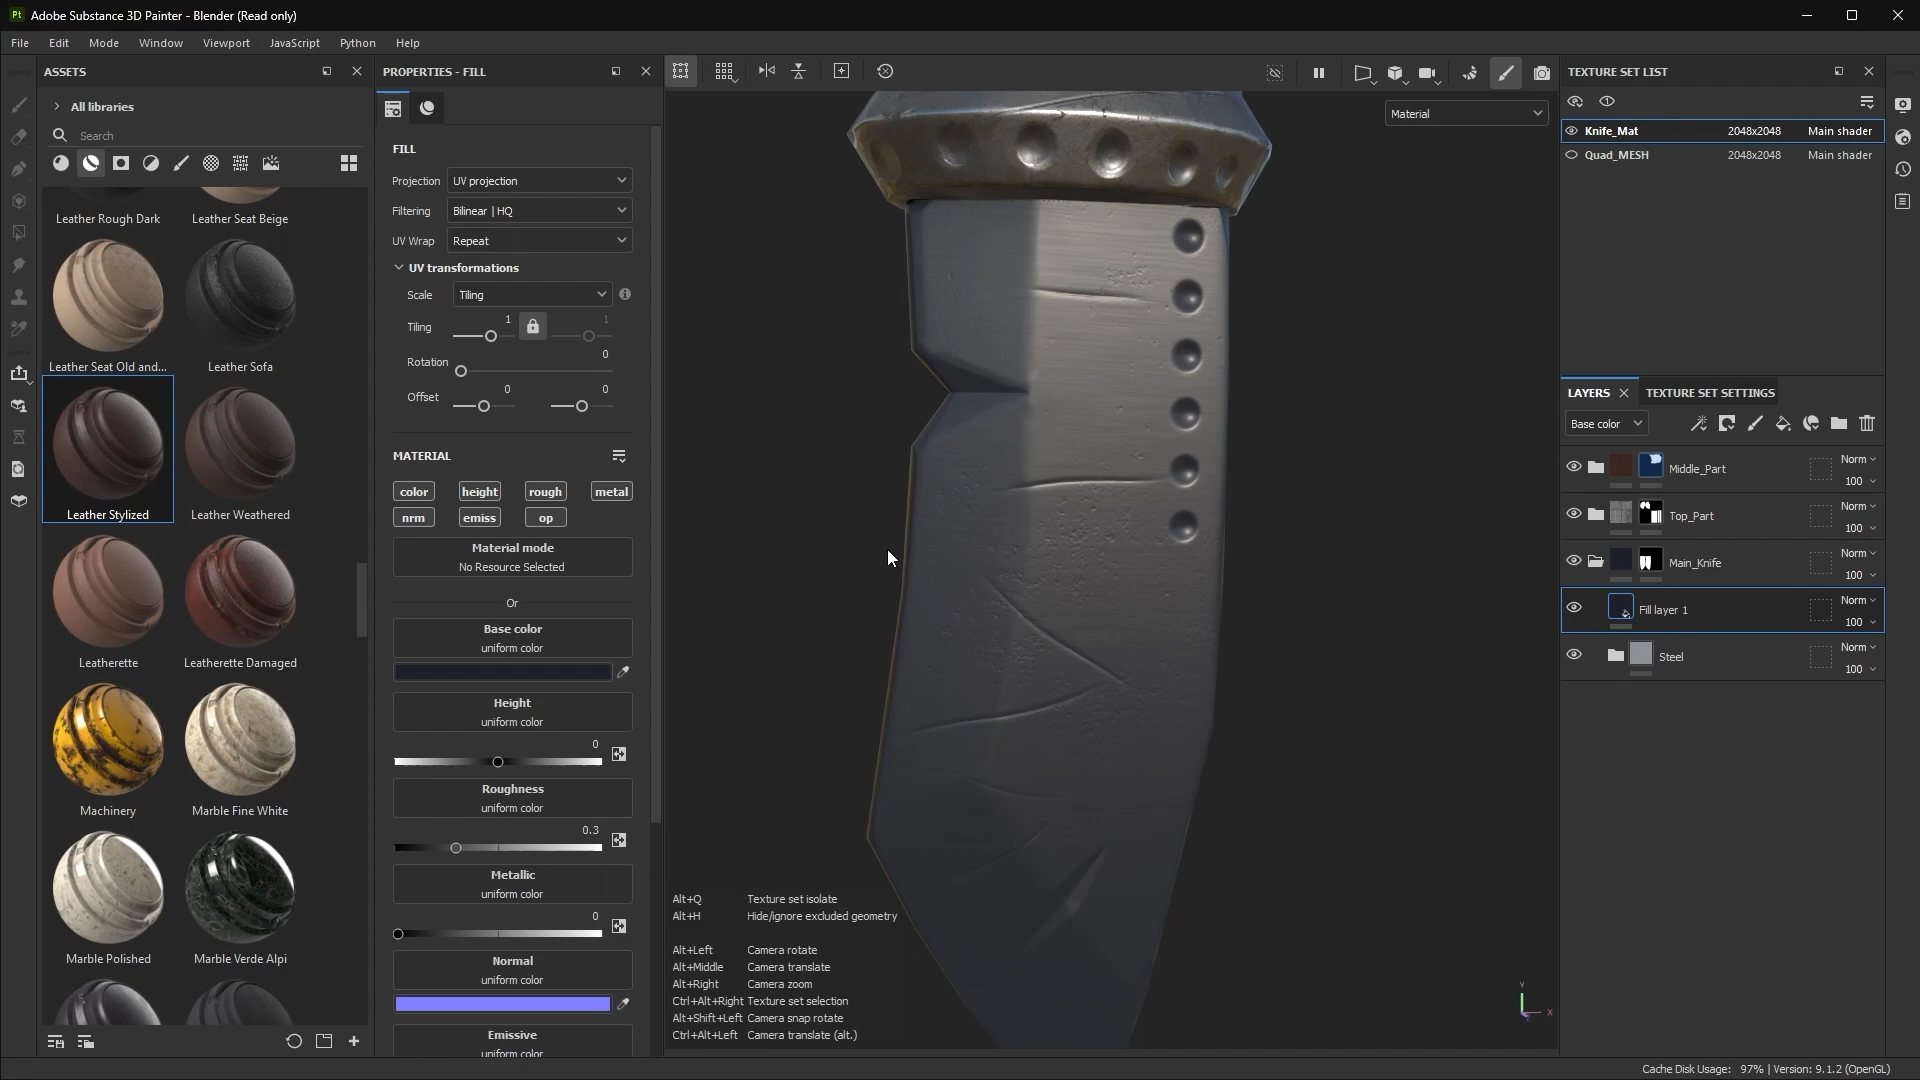 Adobe Substance 3D Painter - Blender (Read only)
File Edit Mode Window Viewport JavaScript Python Help
ASSETS
All libraries
Search
Leather Rough Dark
Leather Seat Beige
Leather Seat Old and...
Leather Sofa
Leather Stylized
Leather Weathered
Leatherette
Leatherette Damaged
Machinery
Marble Fine White
Marble Polished
Marble Verde Alpi
PROPERTIES - FILL
FILL
Projection UV projection
Filtering Bilinear | HQ
UV Wrap Repeat
UV transformations
Scale Tiling
Tiling 1 1
Rotation 0
Offset 0 0
MATERIAL
color height rough metal
nrm emiss op
Material mode
No Resource Selected
Or
Base color
uniform color
Height
uniform color
0
Roughness
uniform color
0.3
Metallic
uniform color
0
Normal
uniform color
Emissive
uniform color
Material
Alt+Q Texture set isolate
Alt+H Hide/ignore excluded geometry
Alt+Left Camera rotate
Alt+Middle Camera translate
Alt+Right Camera zoom
Ctrl+Alt+Right Texture set selection
Alt+Shift+Left Camera snap rotate
Ctrl+Alt+Left Camera translate (alt.)
Y
X
TEXTURE SET LIST
Knife_Mat 2048x2048 Main shader
Quad_MESH 2048x2048 Main shader
LAYERS TEXTURE SET SETTINGS
Base color
Middle_Part Norm
100
Top_Part Norm
100
Main_Knife Norm
100
Fill layer 1 Norm
100
Steel Norm
100
Cache Disk Usage: 97% | Version: 9.1.2 (OpenGL)